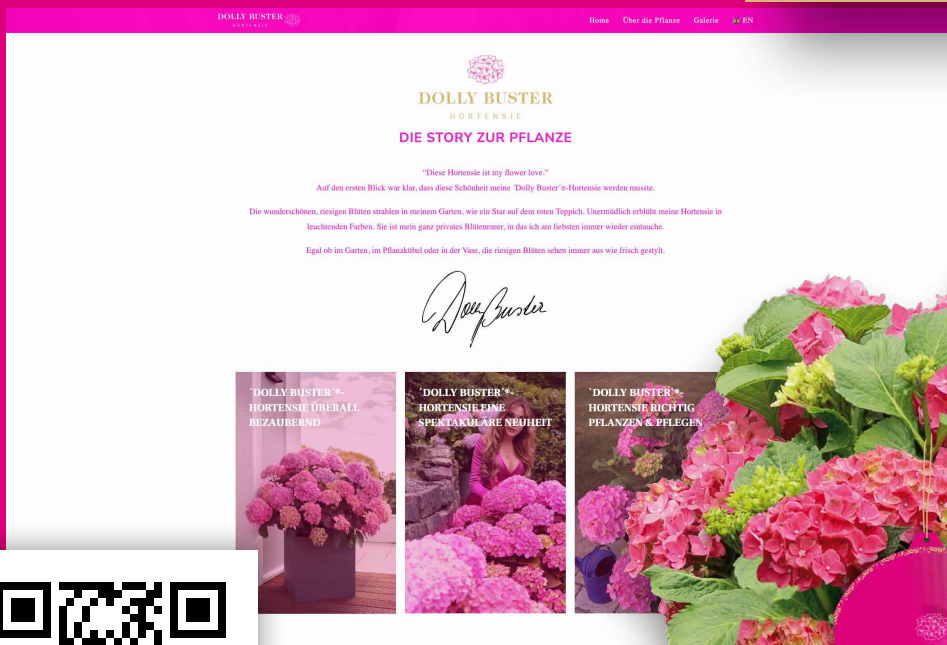 DOLLY BUSTER
HORTENSIE
Home Über die Pflanze Galerie EN
DOLLY BUSTER
HORTENSIE
DIE STORY ZUR PFLANZE
“Diese Hortensie ist my flower love.”
Auf den ersten Blick war klar, dass diese Schönheit meine ´Dolly Buster´®-Hortensie werden musste.
Die wunderschönen, riesigen Blüten strahlen in meinem Garten, wie ein Star auf dem roten Teppich. Unermüdlich erblüht meine Hortensie in
leuchtenden Farben. Sie ist mein ganz privates Blütenmeer, in das ich am liebsten immer wieder eintauche.
Egal ob im Garten, im Pflanzkübel oder in der Vase, die riesigen Blüten sehen immer aus wie frisch gestylt.
Dolly Buster
´DOLLY BUSTER´®-
HORTENSIE ÜBERALL
BEZAUBERND
´DOLLY BUSTER´®-
HORTENSIE EINE
SPEKTAKULÄRE NEUHEIT
`DOLLY BUSTER´®-
HORTENSIE RICHTIG
PFLANZEN & PFLEGEN